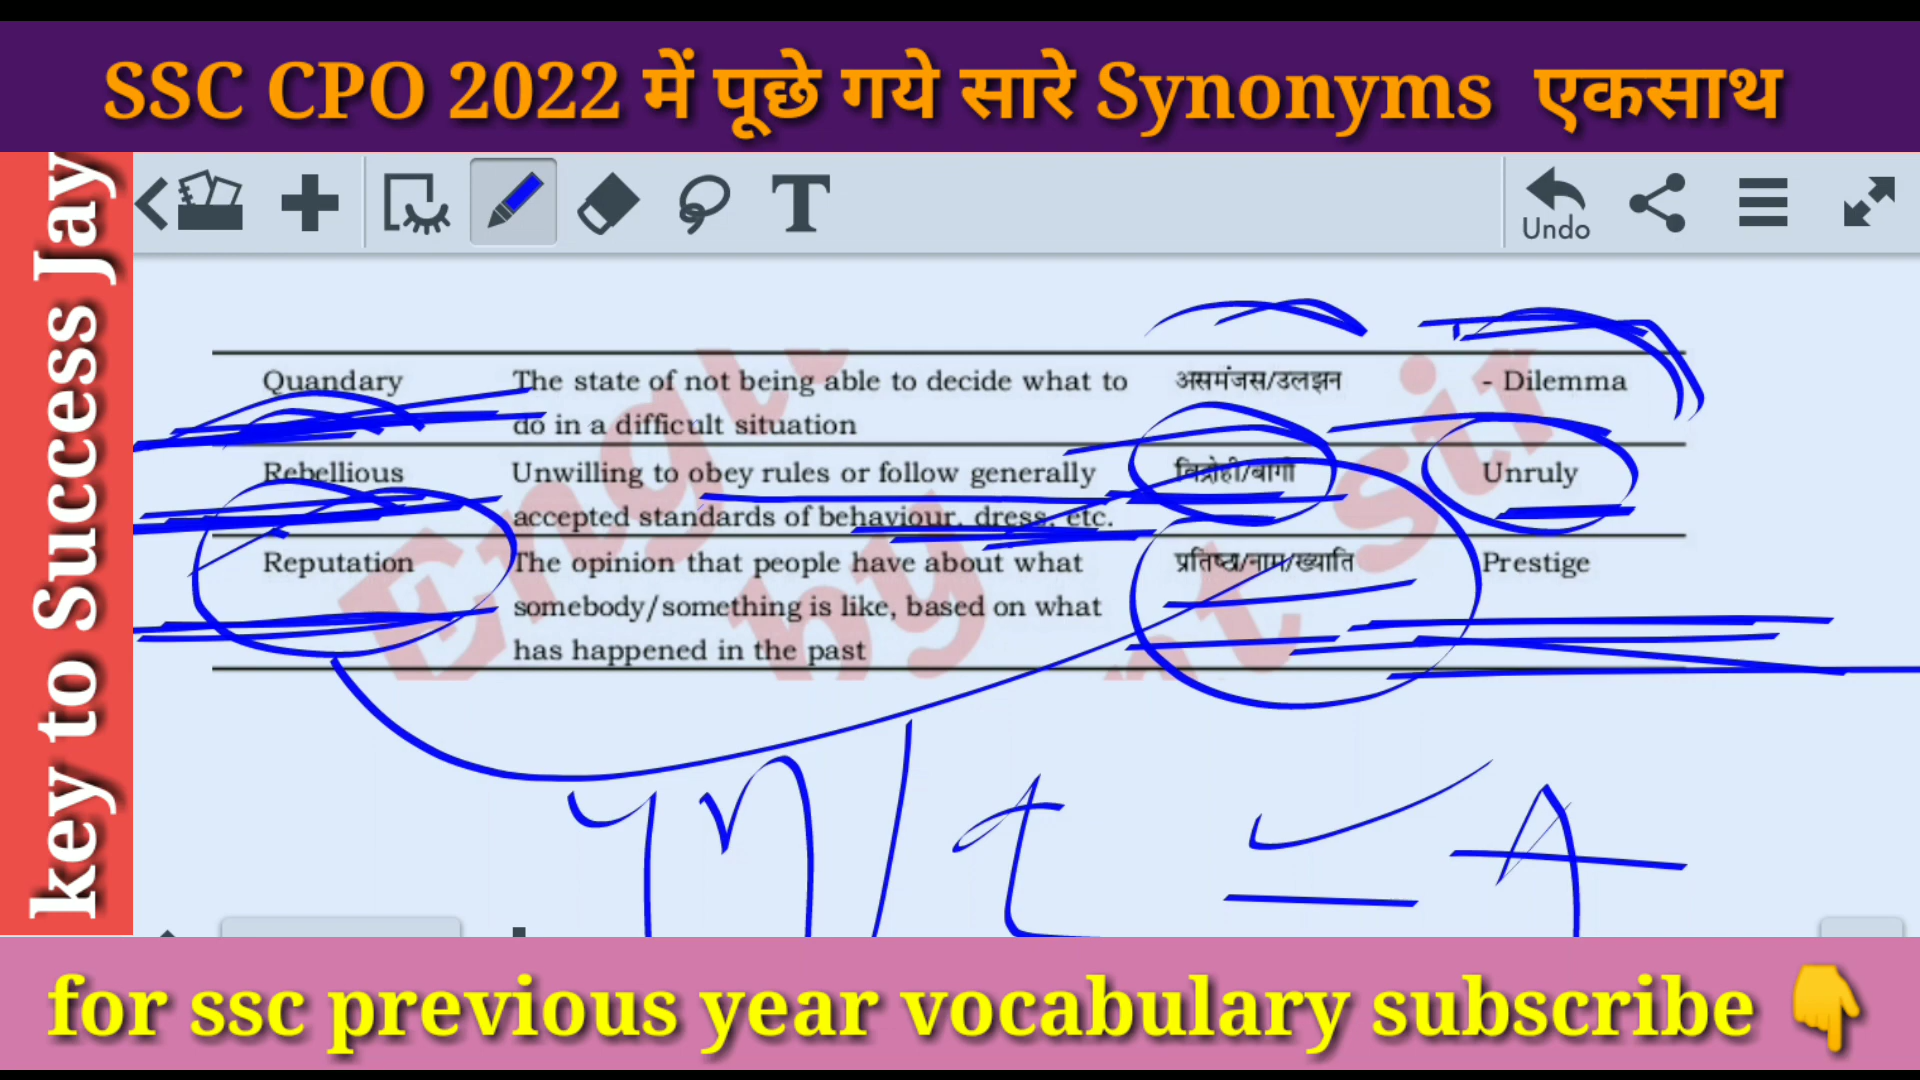 SSC CPO 2022 में पूछे गये सारे Synonyms एकसाथ
key to Success Jay
Undo
Quandary The state of not being able to decide what to असमंजस/उलझन - Dilemma
do in a difficult situation
Rebellious Unwilling to obey rules or follow generally विद्रोही/बागी Unruly
accepted standards of behaviour, dress, etc.
Reputation The opinion that people have about what प्रतिष्ठा/नाम/ख्याति Prestige
somebody/something is like, based on what
has happened in the past
for ssc previous year vocabulary subscribe 👇